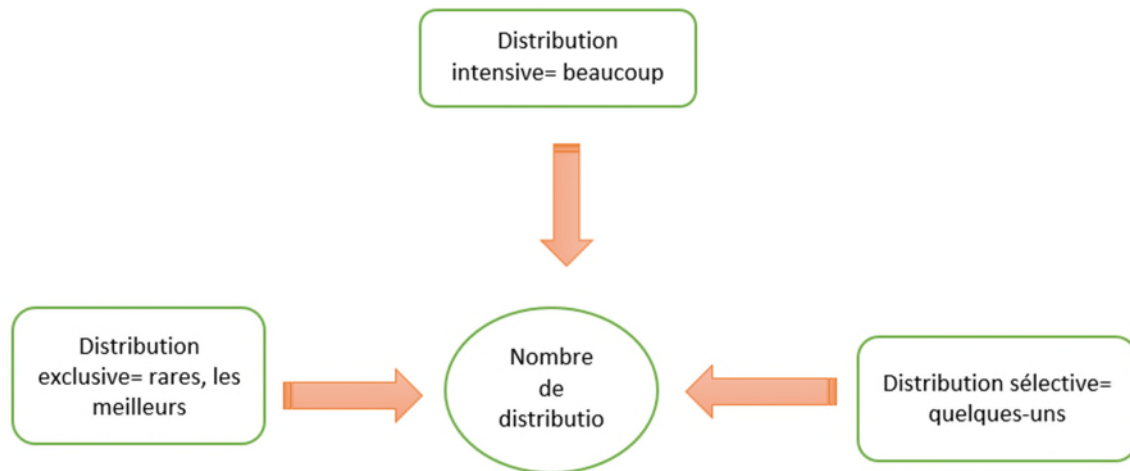 Distribution
intensive= beaucoup
Distribution
exclusive= rares, les
meilleurs
Nombre
de
distributio
Distribution sélective=
quelques-uns